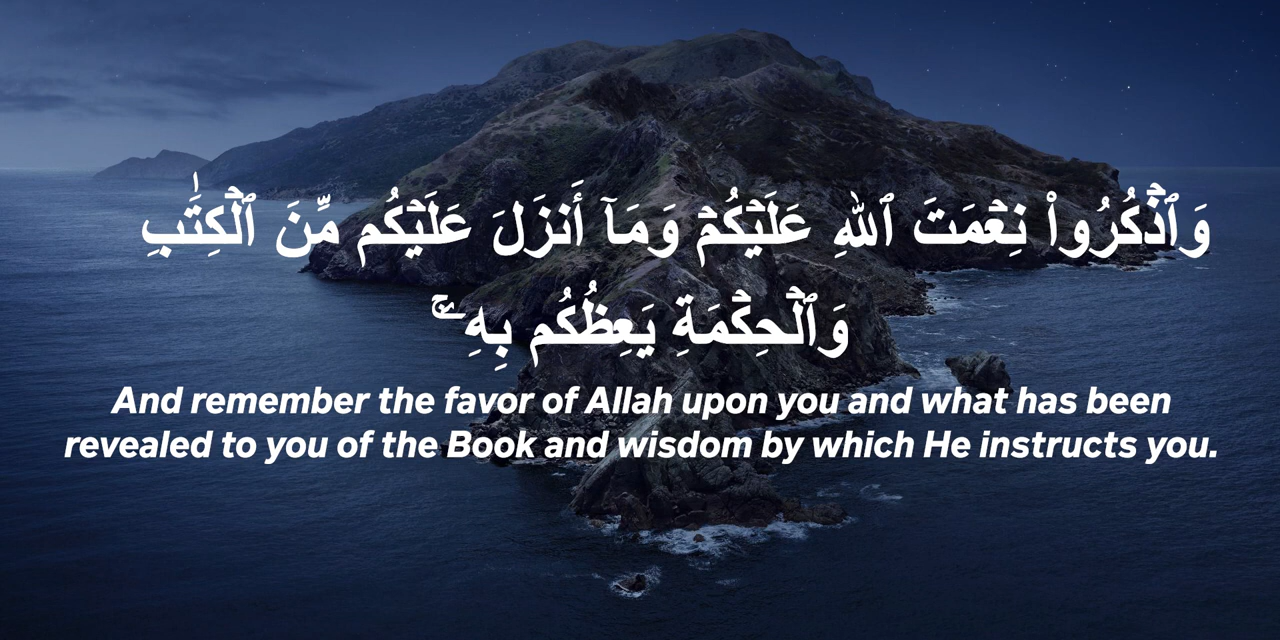 وَٱذۡكُرُواْ نِعۡمَتَ ٱللَّهِ عَلَيۡكُمۡ وَمَآ أَنزَلَ عَلَيۡكُم مِّنَ ٱلۡكِتَٰبِ
وَٱلۡحِكۡمَةِ يَعِظُكُم بِهِۦۚ
And remember the favor of Allah upon you and what has been
revealed to you of the Book and wisdom by which He instructs you.